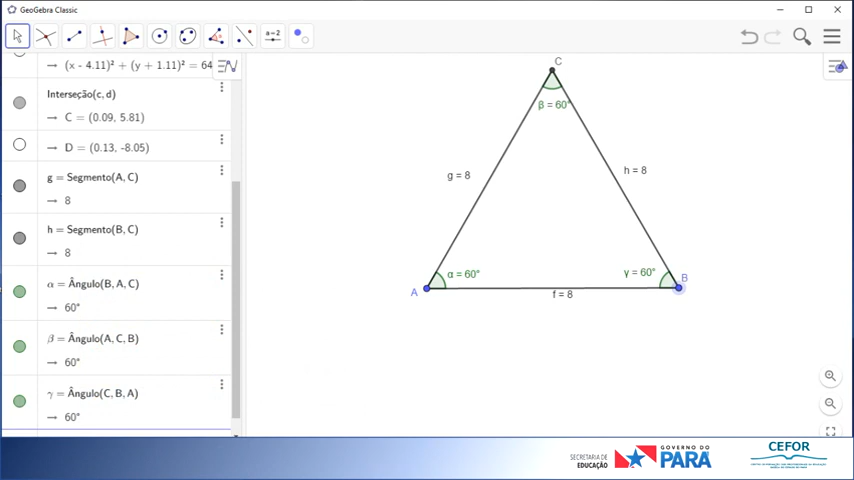 GeoGebra Classic
a=2
→ (x - 4.11)² + (y + 1.11)² = 64
Interseção(c, d)
→ C = (0.09, 5.81)
→ D = (0.13, -8.05)
g = Segmento(A, C)
→ 8
h = Segmento(B, C)
→ 8
α = Ângulo(B, A, C)
→ 60°
β = Ângulo(A, C, B)
→ 60°
γ = Ângulo(C, B, A)
→ 60°
C
β = 60°
g = 8
h = 8
α = 60°
γ = 60°
A
B
f = 8
SECRETARIA DE
EDUCAÇÃO
GOVERNO DO
PARÁ
CEFOR